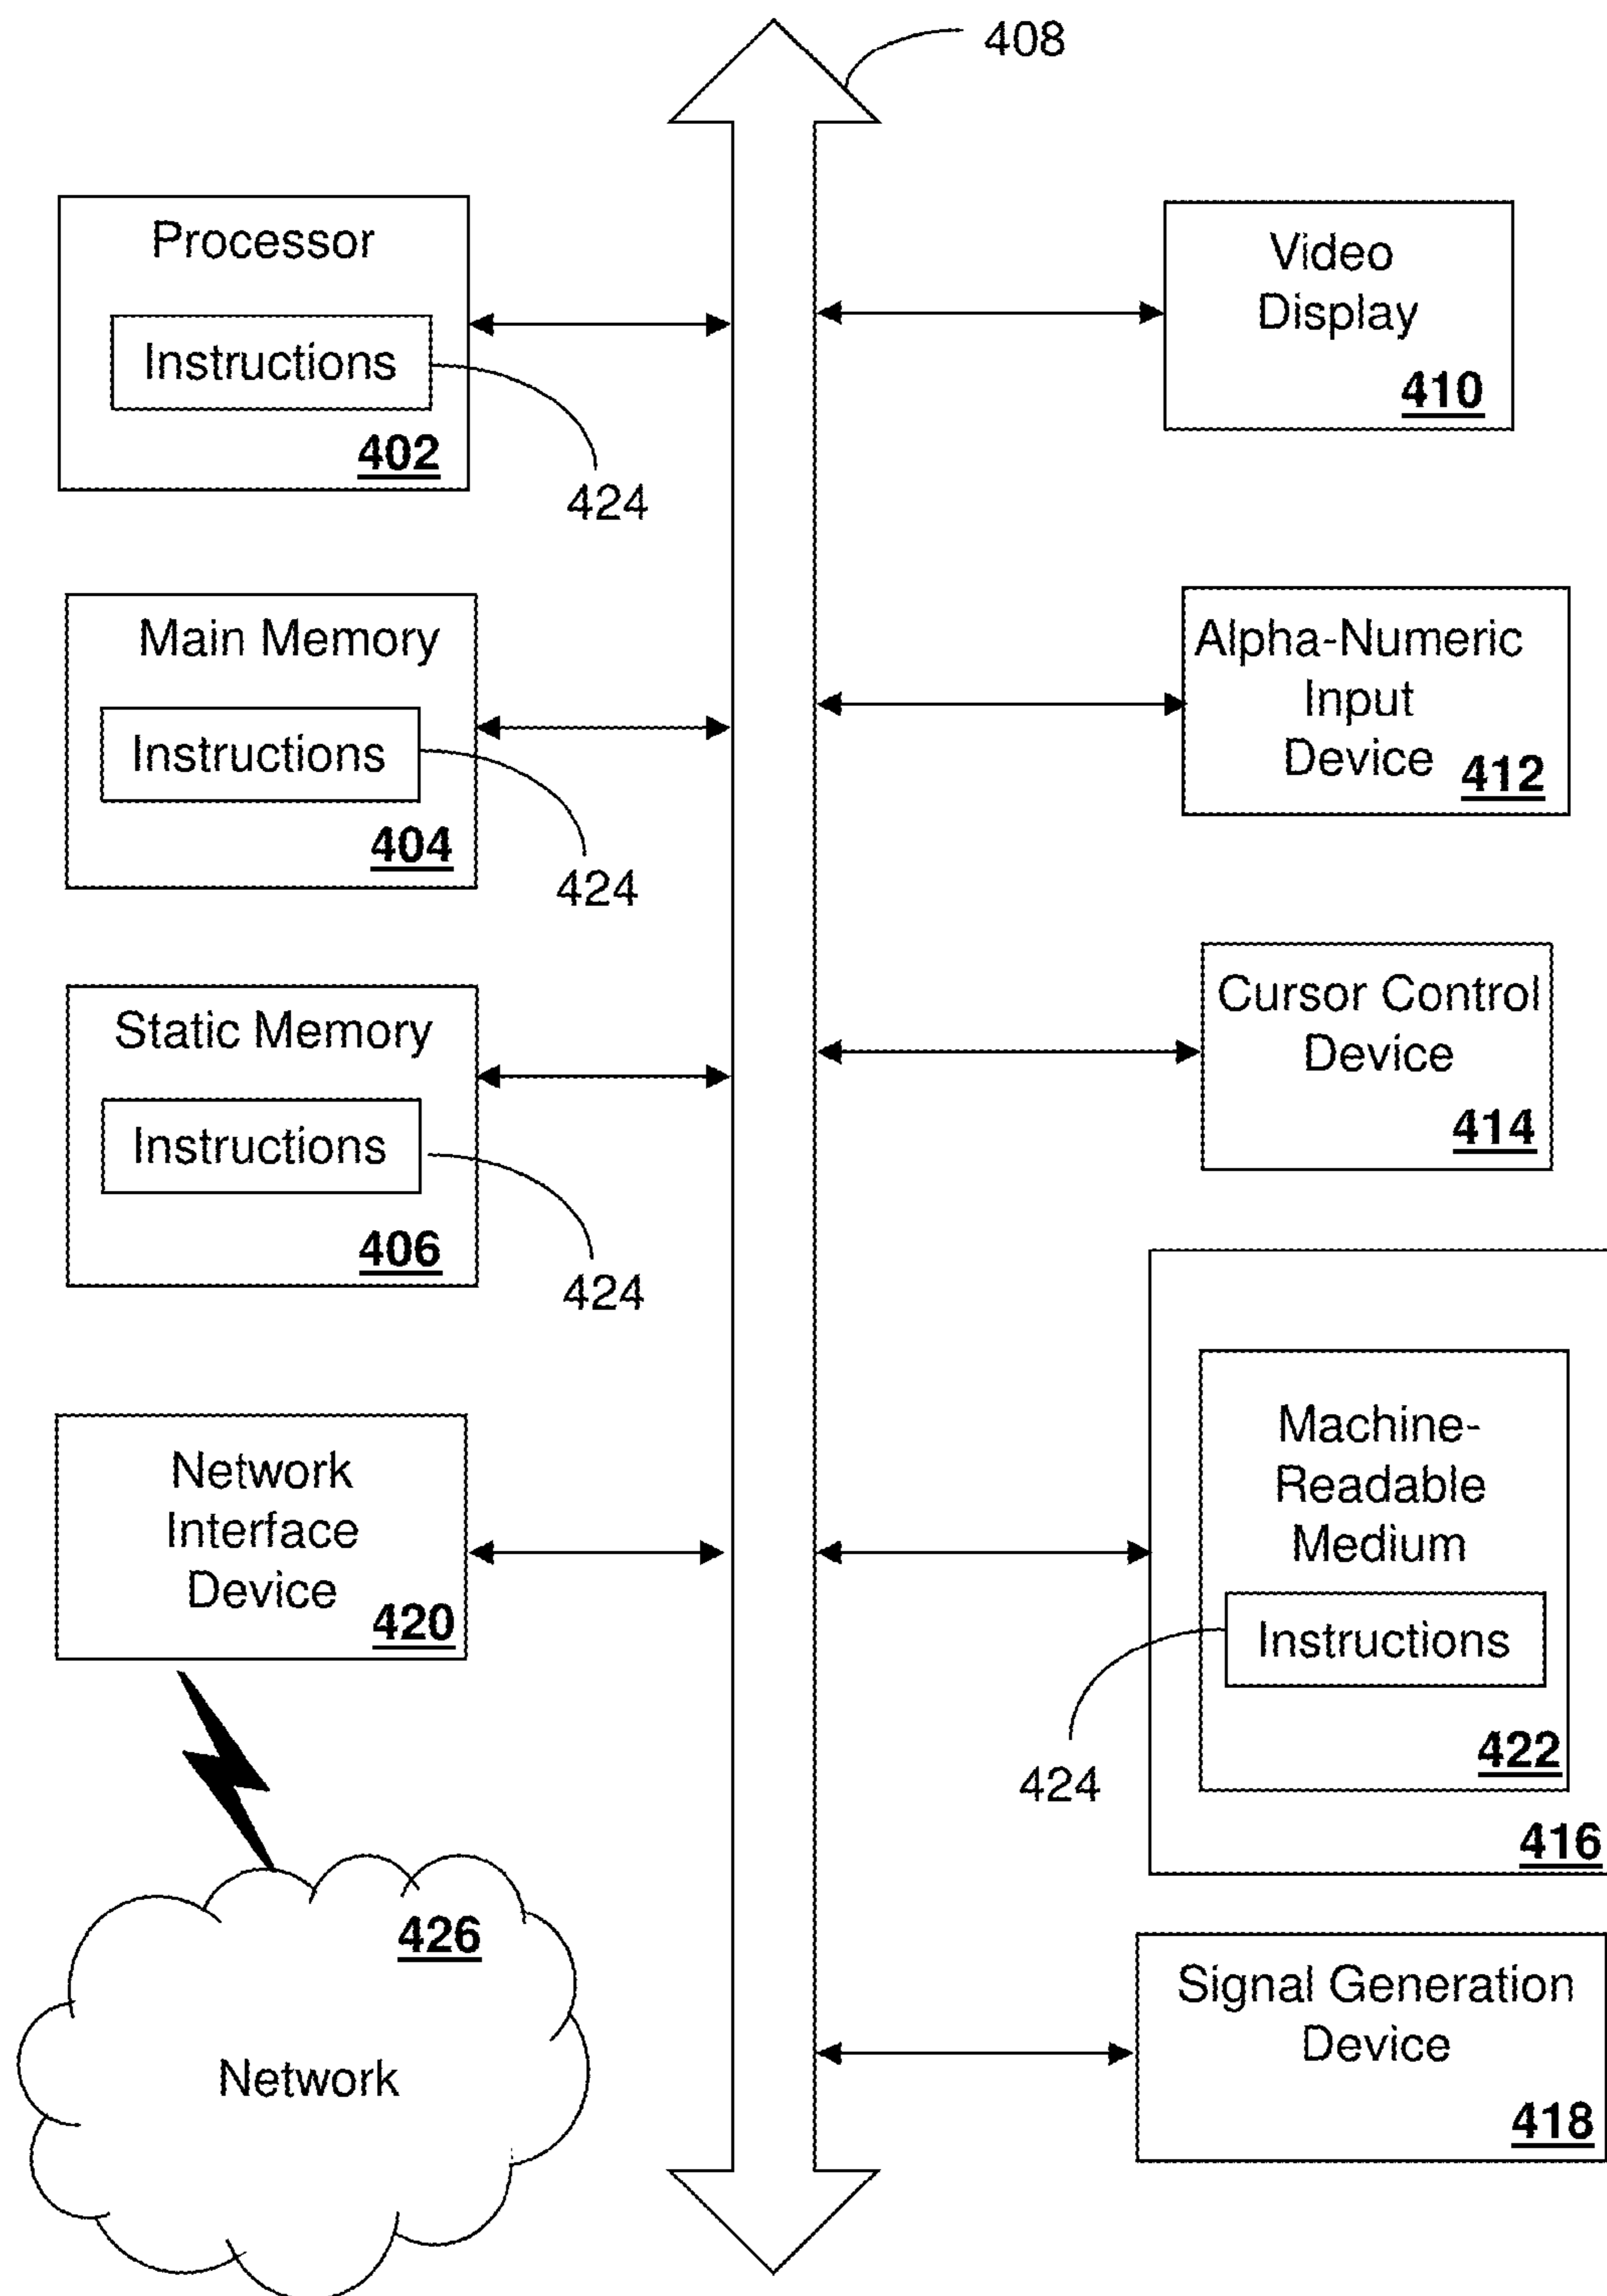 408
Processor
Instructions
402
424
Main Memory
Instructions
404
424
Static Memory
Instructions
406
424
Network
Interface
Device
420
426
Network
Video
Display
410
Alpha-Numeric
Input
Device 412
Cursor Control
Device
414
Machine-
Readable
Medium
Instructions
422
424
416
Signal Generation
Device
418